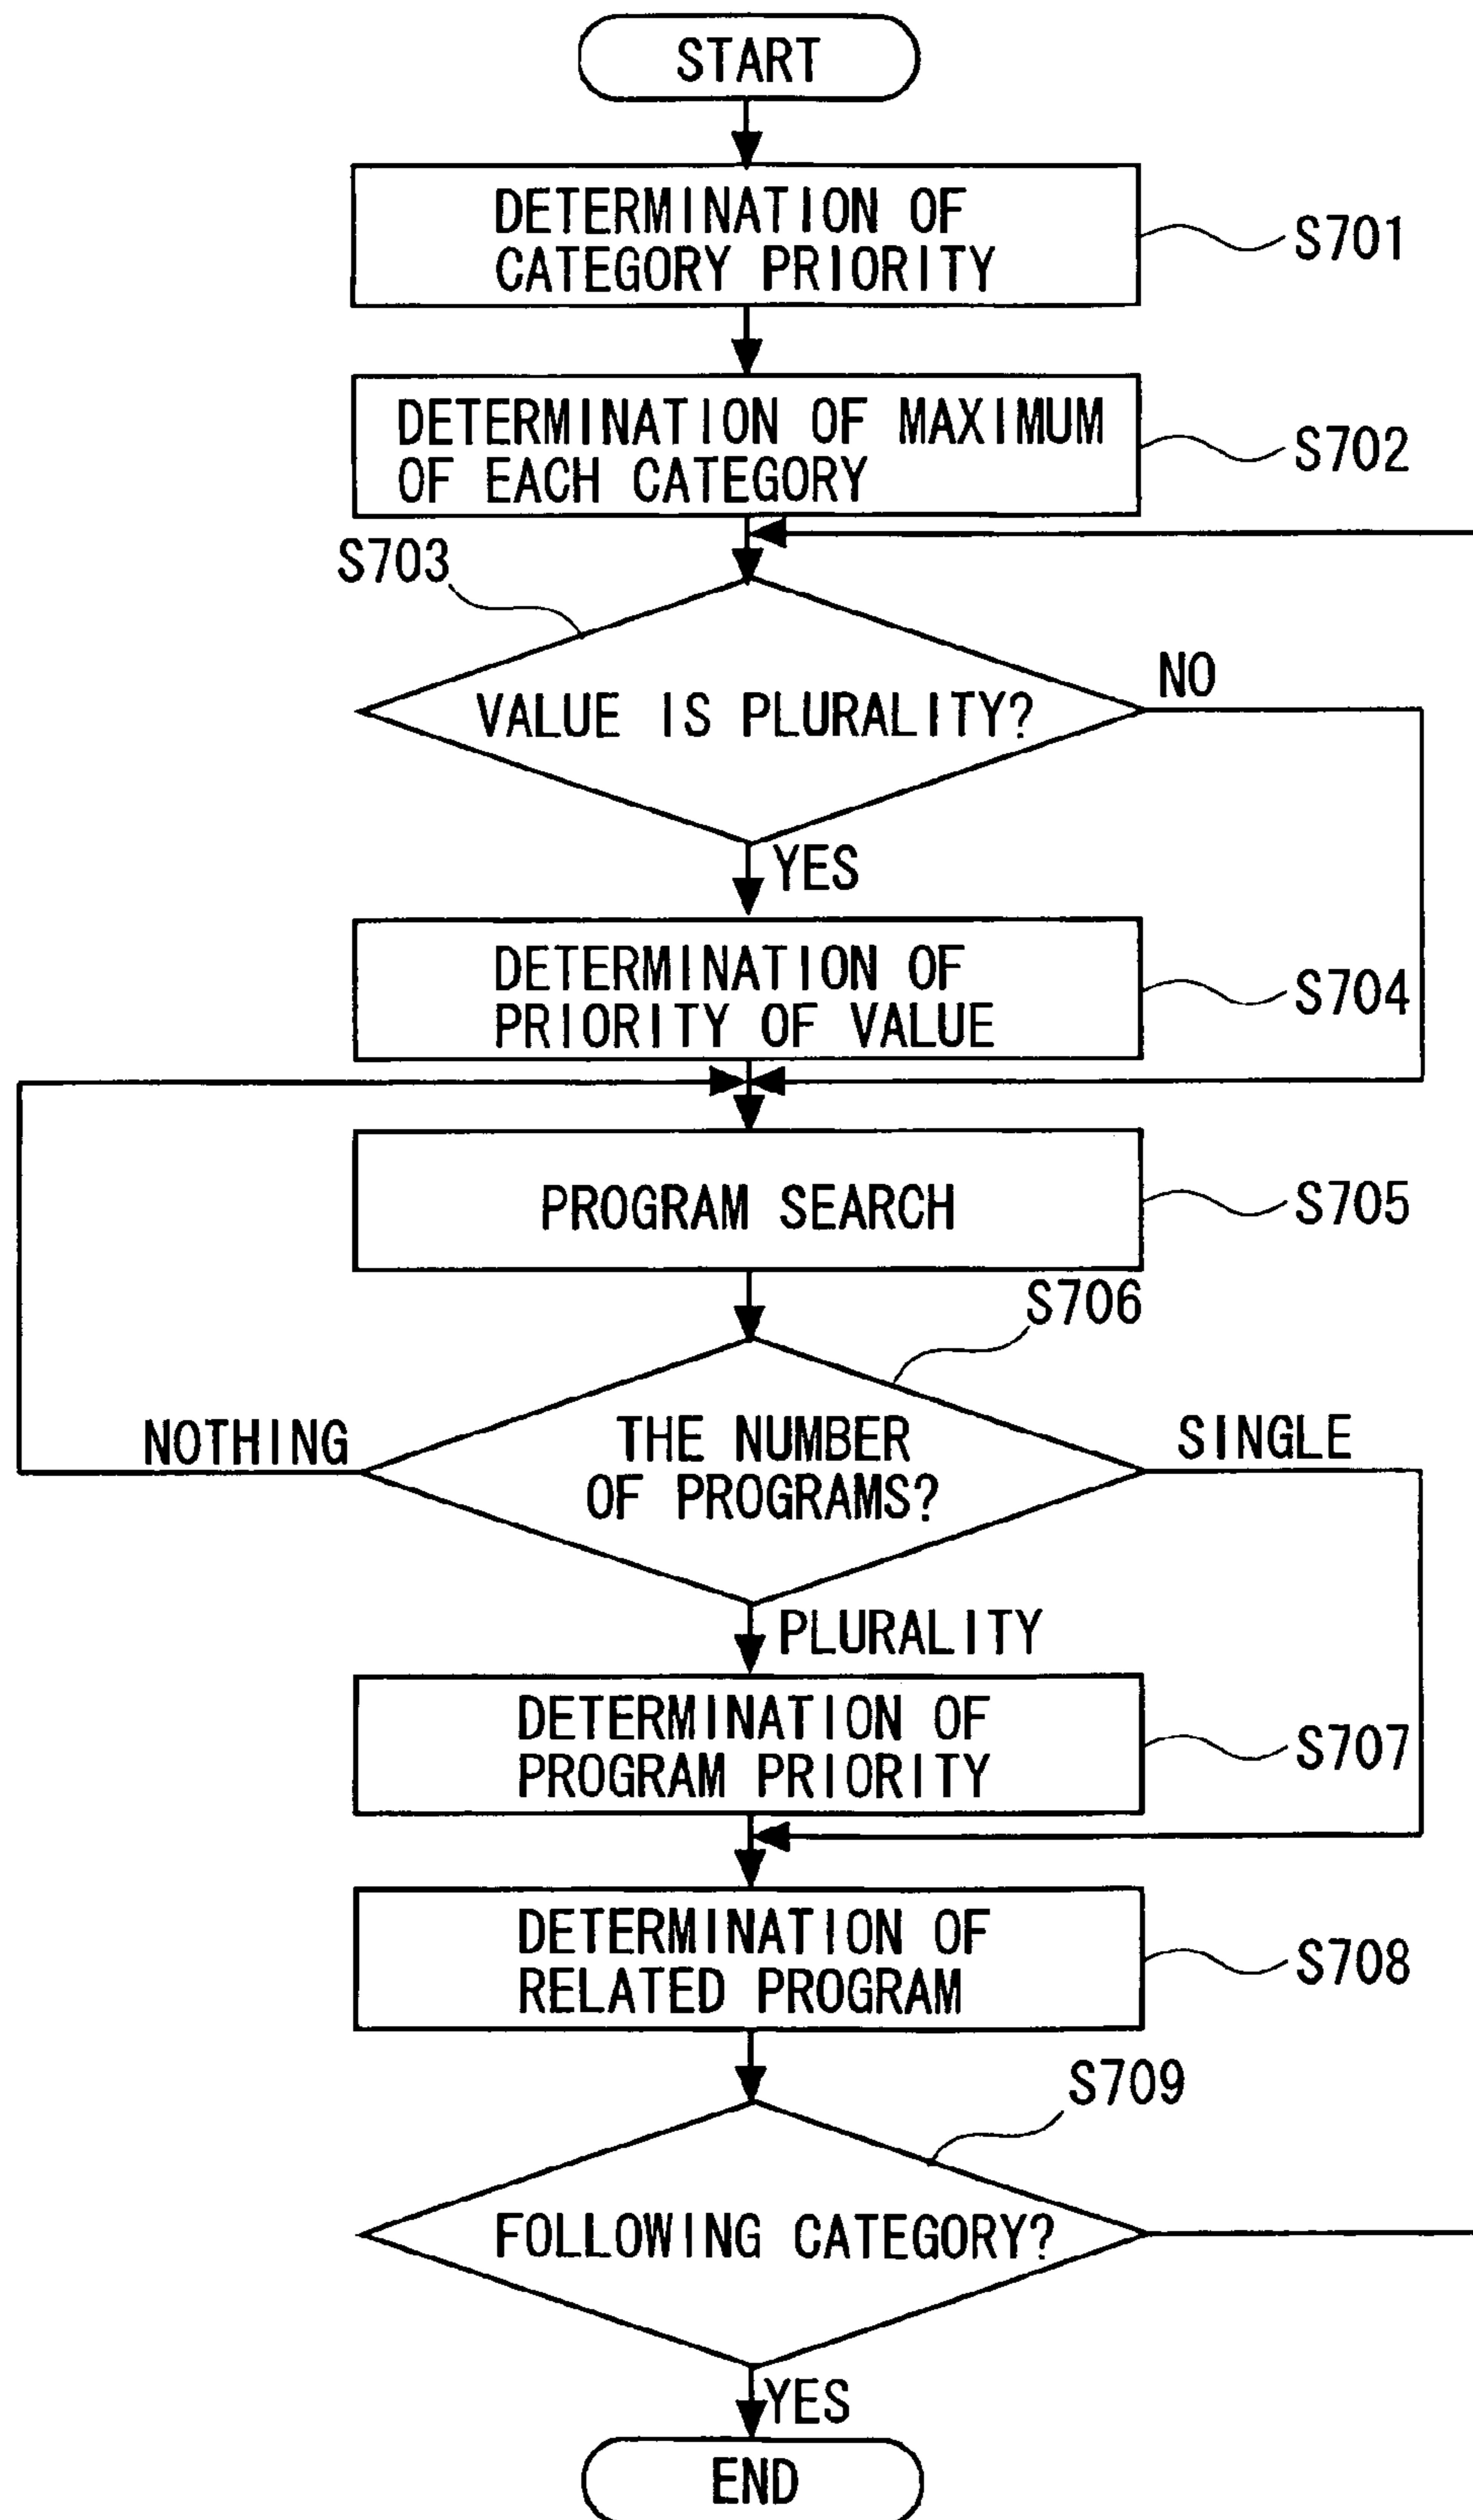 START
DETERMINATION OF
CATEGORY PRIORITY
S701
DETERMINATION OF MAXIMUM
OF EACH CATEGORY
S702
S703
VALUE IS PLURALITY?
NO
YES
DETERMINATION OF
PRIORITY OF VALUE
S704
PROGRAM SEARCH
S705
S706
THE NUMBER
OF PROGRAMS?
NOTHING
SINGLE
PLURALITY
DETERMINATION OF
PROGRAM PRIORITY
S707
DETERMINATION OF
RELATED PROGRAM
S708
S709
FOLLOWING CATEGORY?
YES
END